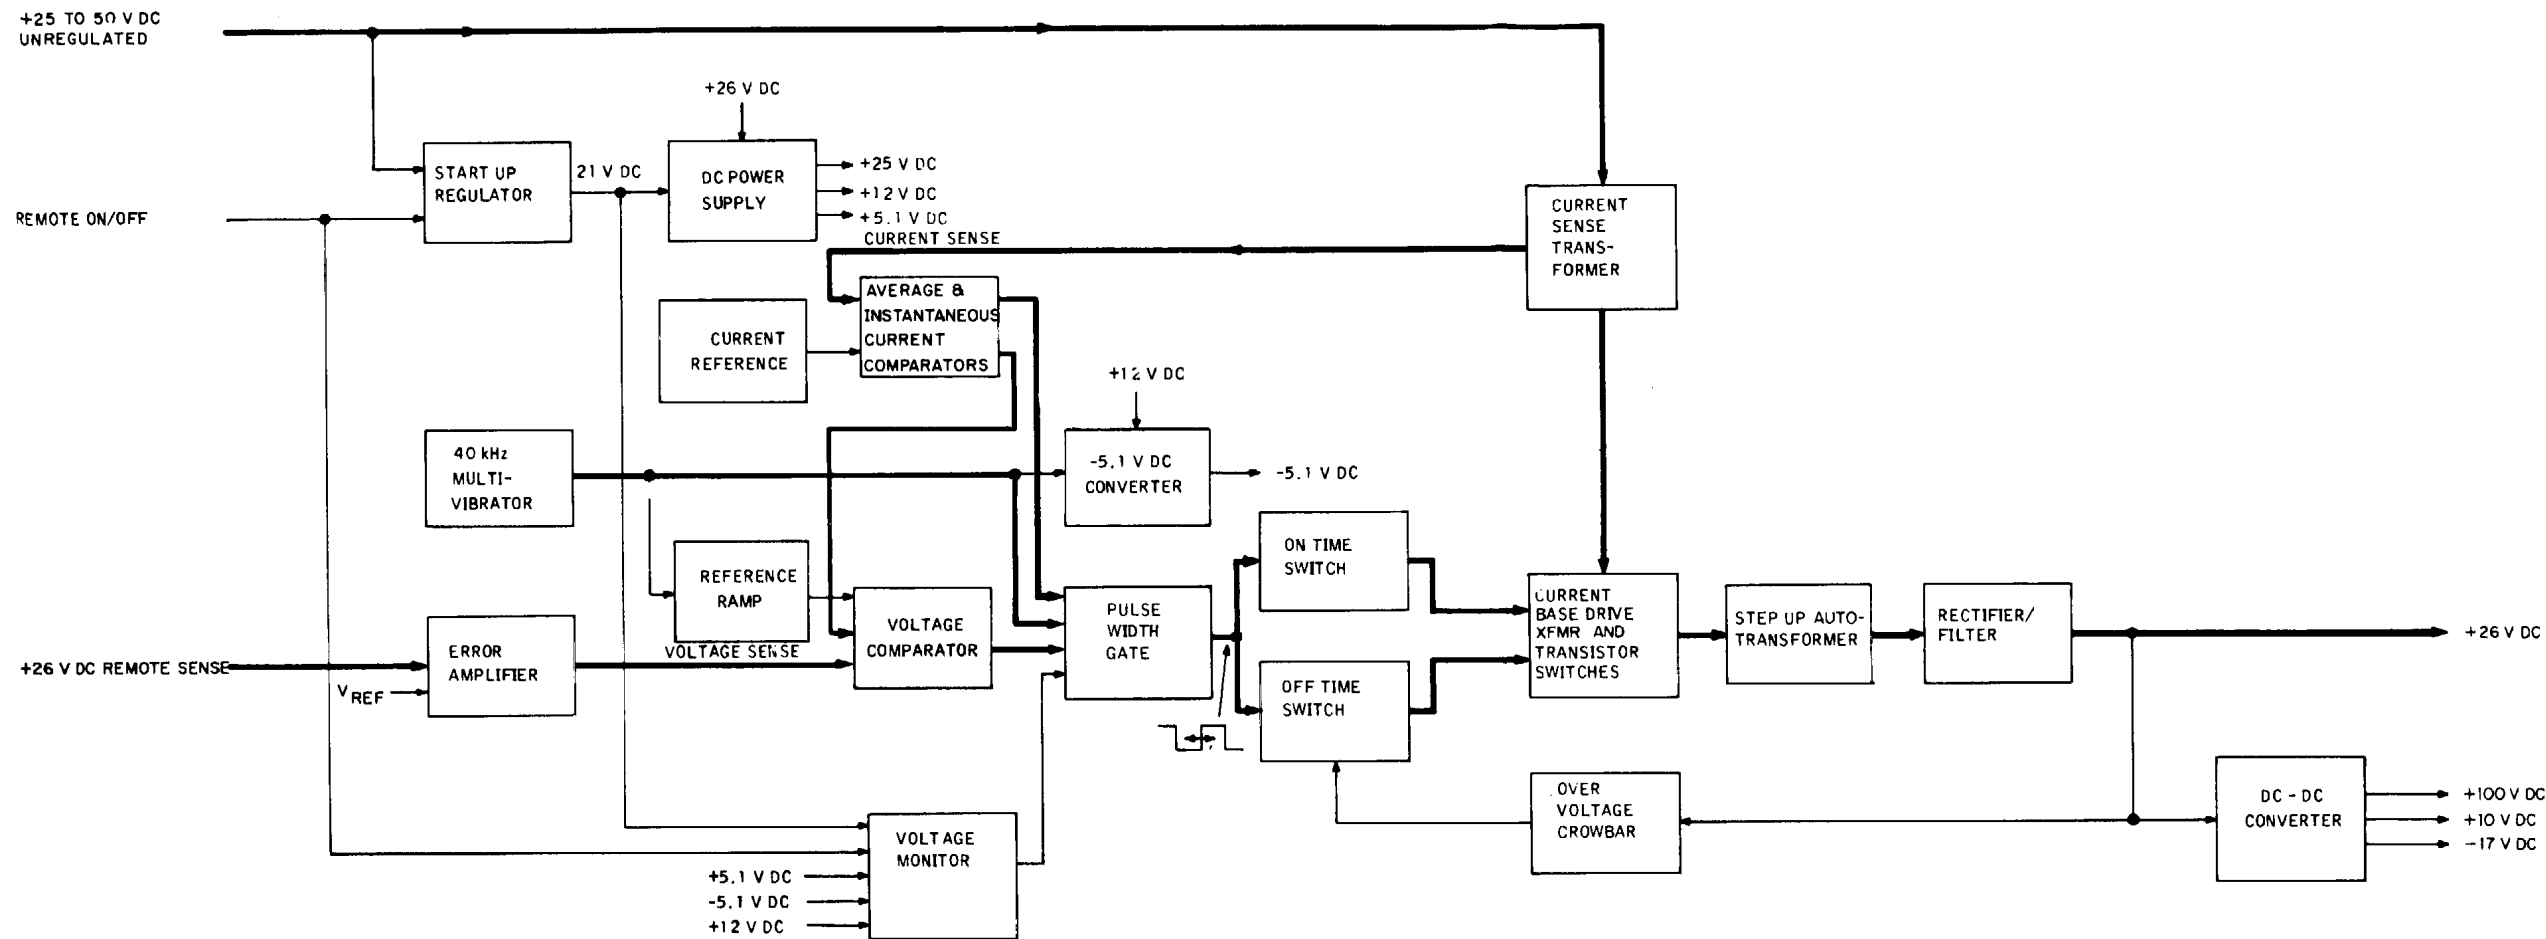 +25 TO 50 V DC
UNREGULATED
+26 V DC
START UP
REGULATOR
21 V DC
DC POWER
SUPPLY
+25 V DC
+12 V DC
+5.1 V DC
REMOTE ON/OFF
CURRENT SENSE
CURRENT
SENSE
TRANS-
FORMER
AVERAGE &
INSTANTANEOUS
CURRENT
COMPARATORS
CURRENT
REFERENCE
+12 V DC
40 kHz
MULTI-
VIBRATOR
-5.1 V DC
CONVERTER
-5.1 V DC
ON TIME
SWITCH
REFERENCE
RAMP
VOLTAGE
COMPARATOR
PULSE
WIDTH
GATE
CURRENT
BASE DRIVE
XFMR AND
TRANSISTOR
SWITCHES
STEP UP AUTO-
TRANSFORMER
RECTIFIER/
FILTER
+26 V DC
+26 V DC REMOTE SENSE
VREF
ERROR
AMPLIFIER
VOLTAGE SENSE
OFF TIME
SWITCH
OVER
VOLTAGE
CROWBAR
DC - DC
CONVERTER
+100 V DC
+10 V DC
-17 V DC
VOLTAGE
MONITOR
+5.1 V DC
-5.1 V DC
+12 V DC